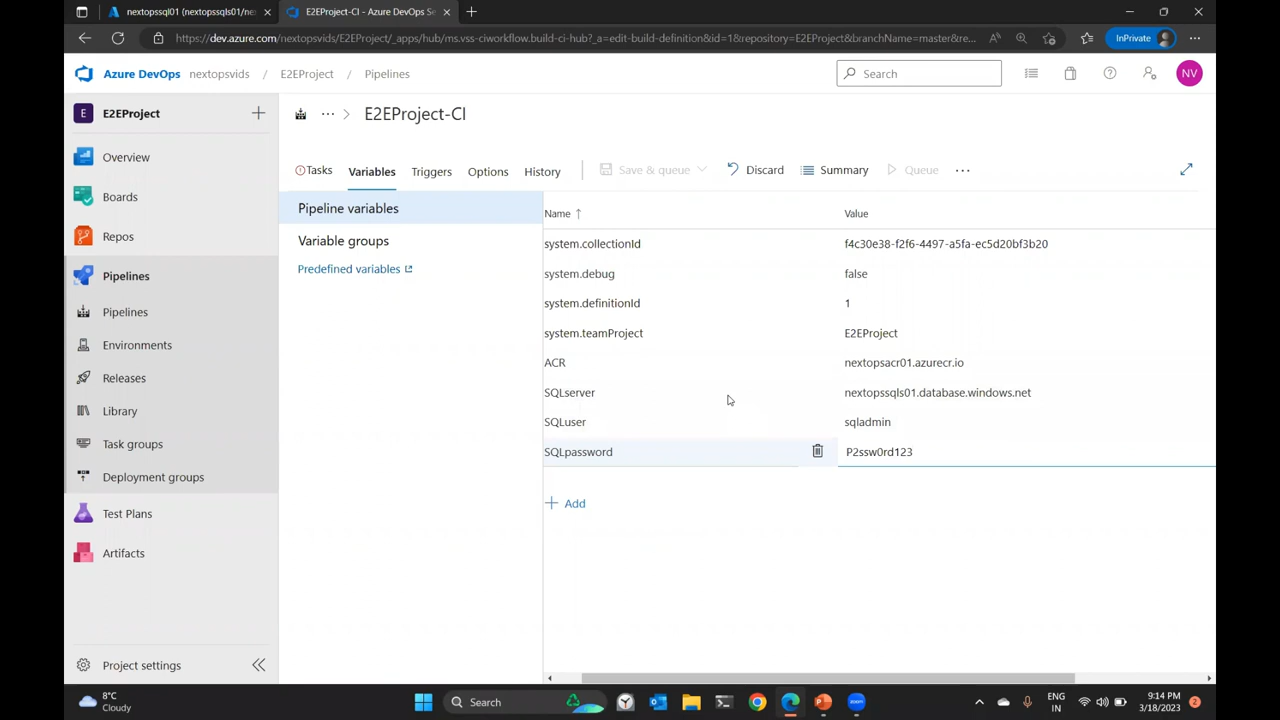 nextopssql01 (nextopssqls01/ne
E2EProject-CI - Azure DevOps Se
https://dev.azure.com/nextopsvids/E2EProject/_apps/hub/ms.vss-ciworkflow.build-ci-hub?_a=edit-build-definition&id=1&repository=E2EProject&branchName=master&re...
InPrivate
Azure DevOps nextopsvids / E2EProject / Pipelines
Search
NV
E E2EProject
E2EProject-CI
Overview
Boards
Repos
Pipelines
Pipelines
Environments
Releases
Library
Task groups
Deployment groups
Test Plans
Artifacts
Project settings
Tasks Variables Triggers Options History Save & queue Discard Summary Queue ...
Pipeline variables
Variable groups
Predefined variables
Name Value
system.collectionId f4c30e38-f2f6-4497-a5fa-ec5d20bf3b20
system.debug false
system.definitionId 1
system.teamProject E2EProject
ACR nextopsacr01.azurecr.io
SQLserver nextopssqls01.database.windows.net
SQLuser sqladmin
SQLpassword P2ssw0rd123
Add
8°C
Cloudy
Search
ENG
IN
9:14 PM
3/18/2023
2